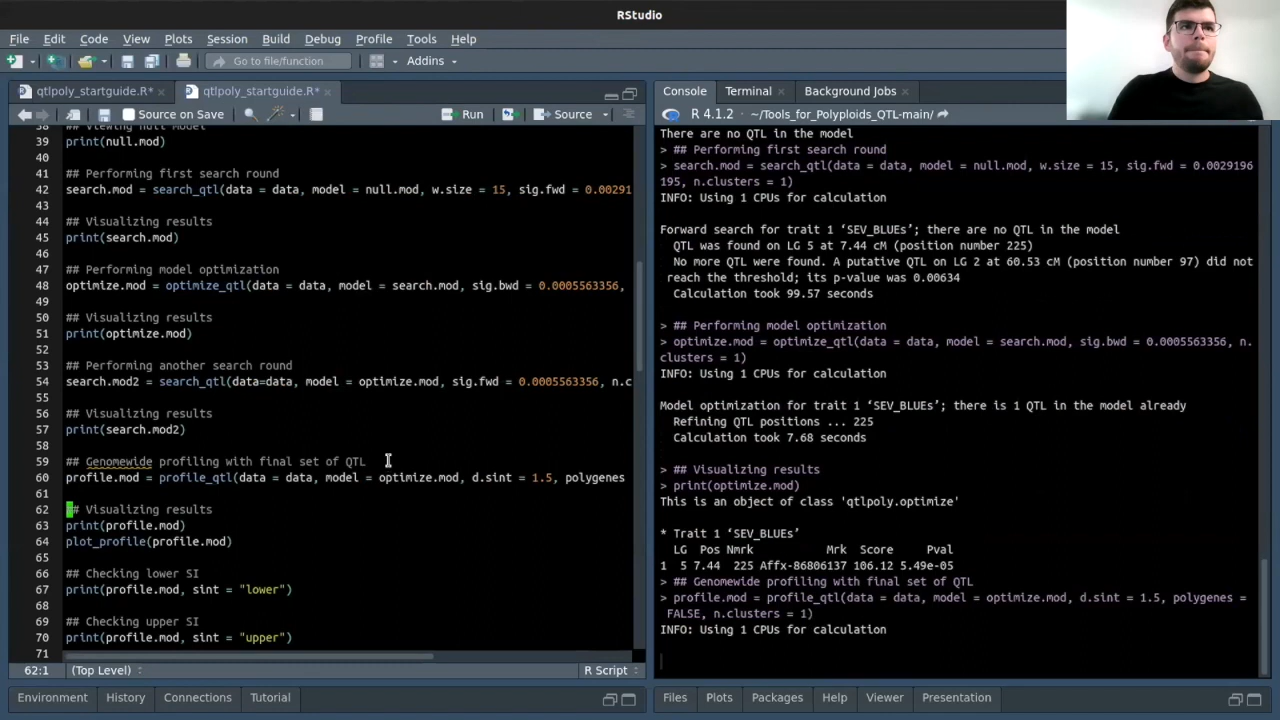 RStudio
File Edit Code View Plots Session Build Debug Profile Tools Help
Go to file/function Addins
qtlpoly_startguide.R* × qtlpoly_startguide.R* ×
Source on Save Run Source
39 print(null.mod)
40
41 ## Performing first search round
42 search.mod = search_qtl(data = data, model = null.mod, w.size = 15, sig.fwd = 0.00291
43
44 ## Visualizing results
45 print(search.mod)
46
47 ## Performing model optimization
48 optimize.mod = optimize_qtl(data = data, model = search.mod, sig.bwd = 0.0005563356,
49
50 ## Visualizing results
51 print(optimize.mod)
52
53 ## Performing another search round
54 search.mod2 = search_qtl(data=data, model = optimize.mod, sig.fwd = 0.0005563356, n.c
55
56 ## Visualizing results
57 print(search.mod2)
58
59 ## Genomewide profiling with final set of QTL
60 profile.mod = profile_qtl(data = data, model = optimize.mod, d.sint = 1.5, polygenes
61
62 ## Visualizing results
63 print(profile.mod)
64 plot_profile(profile.mod)
65
66 ## Checking lower SI
67 print(profile.mod, sint = "lower")
68
69 ## Checking upper SI
70 print(profile.mod, sint = "upper")
71
62:1 (Top Level) R Script
Environment History Connections Tutorial
Console Terminal × Background Jobs ×
R 4.1.2 · ~/Tools_for_Polyploids_QTL-main/
There are no QTL in the model
> ## Performing first search round
> search.mod = search_qtl(data = data, model = null.mod, w.size = 15, sig.fwd = 0.0029196
195, n.clusters = 1)
INFO: Using 1 CPUs for calculation
Forward search for trait 1 ‘SEV_BLUEs’; there are no QTL in the model
QTL was found on LG 5 at 7.44 cM (position number 225)
No more QTL were found. A putative QTL on LG 2 at 60.53 cM (position number 97) did not
reach the threshold; its p-value was 0.00634
Calculation took 99.57 seconds
> ## Performing model optimization
> optimize.mod = optimize_qtl(data = data, model = search.mod, sig.bwd = 0.0005563356, n.
clusters = 1)
INFO: Using 1 CPUs for calculation
Model optimization for trait 1 ‘SEV_BLUEs’; there is 1 QTL in the model already
Refining QTL positions ... 225
Calculation took 7.68 seconds
> ## Visualizing results
> print(optimize.mod)
This is an object of class 'qtlpoly.optimize'
* Trait 1 ‘SEV_BLUEs’
LG Pos Nmrk Mrk Score Pval
1 5 7.44 225 Affx-86806137 106.12 5.49e-05
> ## Genomewide profiling with final set of QTL
> profile.mod = profile_qtl(data = data, model = optimize.mod, d.sint = 1.5, polygenes =
FALSE, n.clusters = 1)
INFO: Using 1 CPUs for calculation
Files Plots Packages Help Viewer Presentation